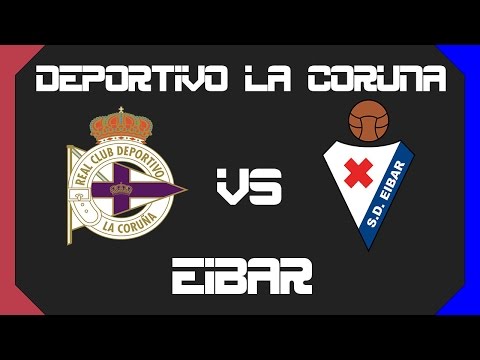 DEPORTIVO LA CORUNA
REAL CLUB DEPORTIVO
LA CORUÑA
VS
S.D. EIBAR
EIBAR